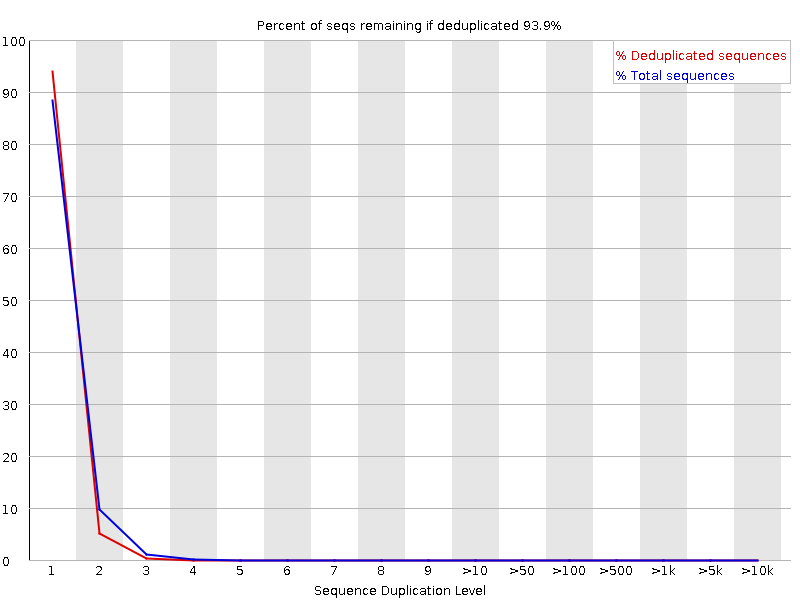 Percent of seqs remaining if deduplicated 93.9%
% Deduplicated sequences
% Total sequences
100
90
80
70
60
50
40
30
20
10
0
1 2 3 4 5 6 7 8 9 >10 >50 >100 >500 >1k >5k >10k
Sequence Duplication Level